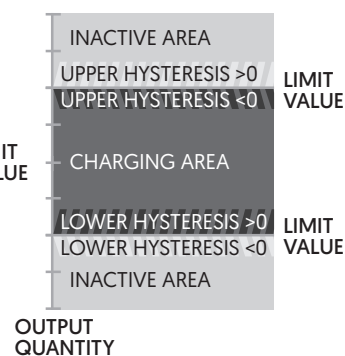 INACTIVE AREA
UPPER HYSTERESIS >0
UPPER HYSTERESIS <0
LIMIT
VALUE
CHARGING AREA
LOWER HYSTERESIS >0
LOWER HYSTERESIS <0
LIMIT
VALUE
INACTIVE AREA
OUTPUT
QUANTITY